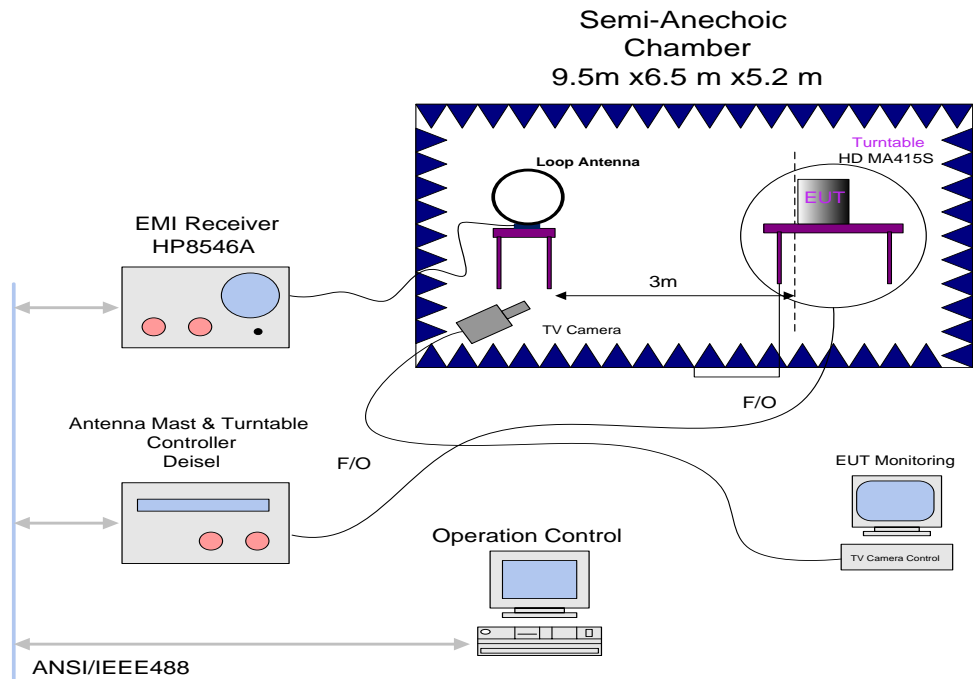 Semi-Anechoic
Chamber
9.5m x6.5 m x5.2 m
Turntable
HD MA415S
Loop Antenna
EUT
EMI Receiver
HP8546A
3m
TV Camera
F/O
Antenna Mast & Turntable
Controller
Deisel
F/O
EUT Monitoring
Operation Control
TV Camera Control
ANSI/IEEE488